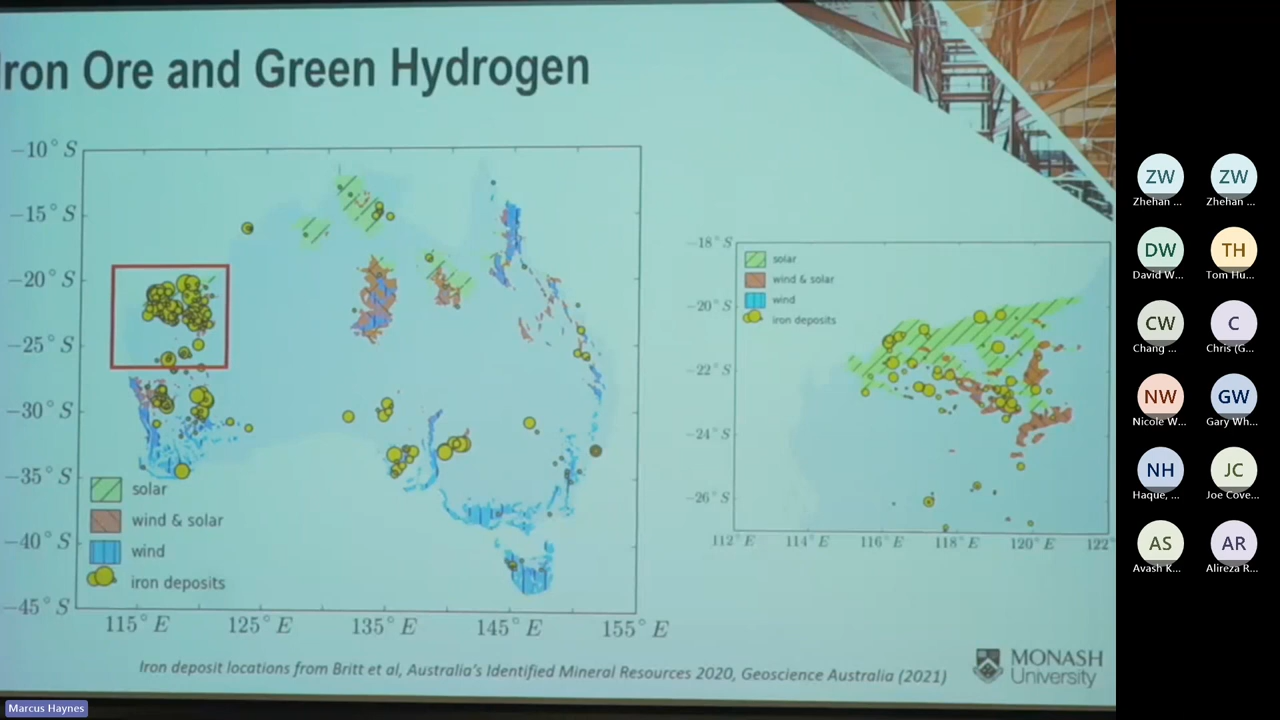 Iron Ore and Green Hydrogen
−10° S
−15° S
−20° S
−25° S
−30° S
−35° S
−40° S
−45° S
115° E
125° E
135° E
145° E
155° E
solar
wind & solar
wind
iron deposits
−18° S
−20° S
−22° S
−24° S
−26° S
112° E
114° E
116° E
118° E
120° E
122°
solar
wind & solar
wind
iron deposits
Iron deposit locations from Britt et al, Australia's Identified Mineral Resources 2020, Geoscience Australia (2021)
MONASH
University
Marcus Haynes
ZW
ZW
Zhehan ...
Zhehan ...
DW
TH
David W...
Tom Hu...
CW
C
Chang ...
Chris (G...
NW
GW
Nicole W...
Gary Wh...
NH
JC
Haque, ...
Joe Cove...
AS
AR
Avash K...
Alireza R...